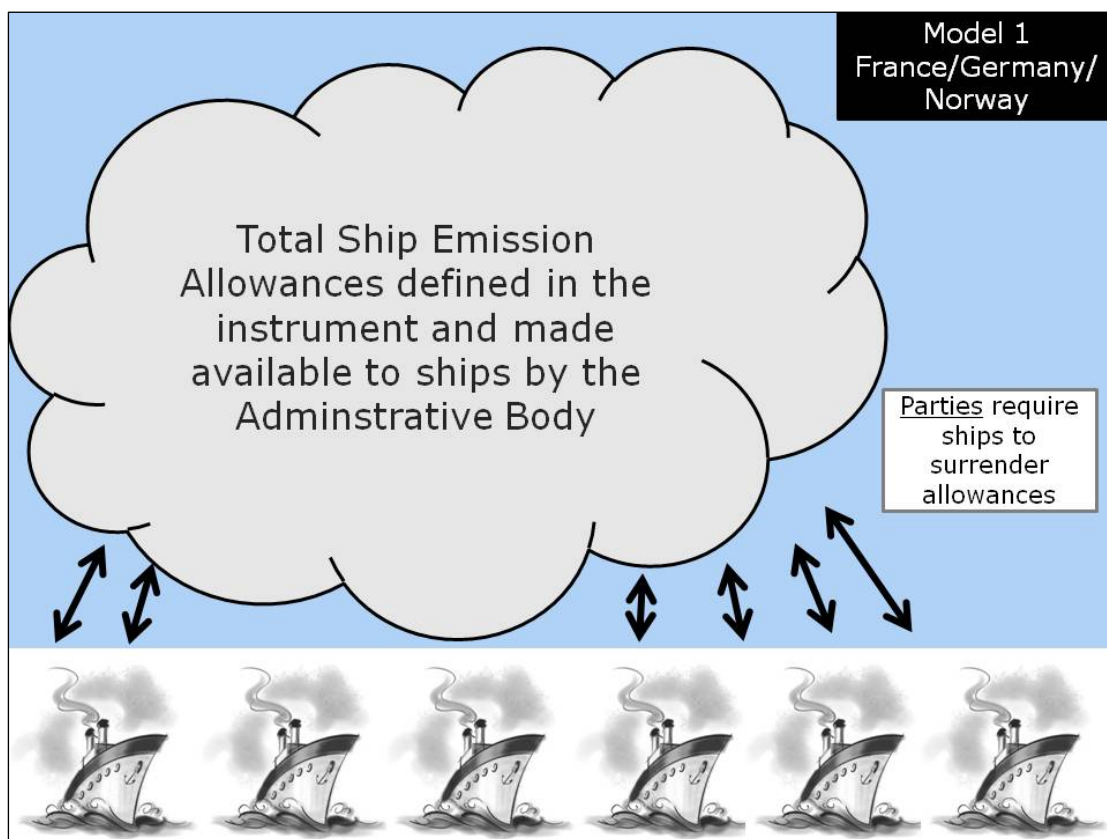 Model 1
France/Germany/
Norway
Total Ship Emission
Allowances defined in the
instrument and made
available to ships by the
Adminstrative Body
Parties require
ships to
surrender
allowances